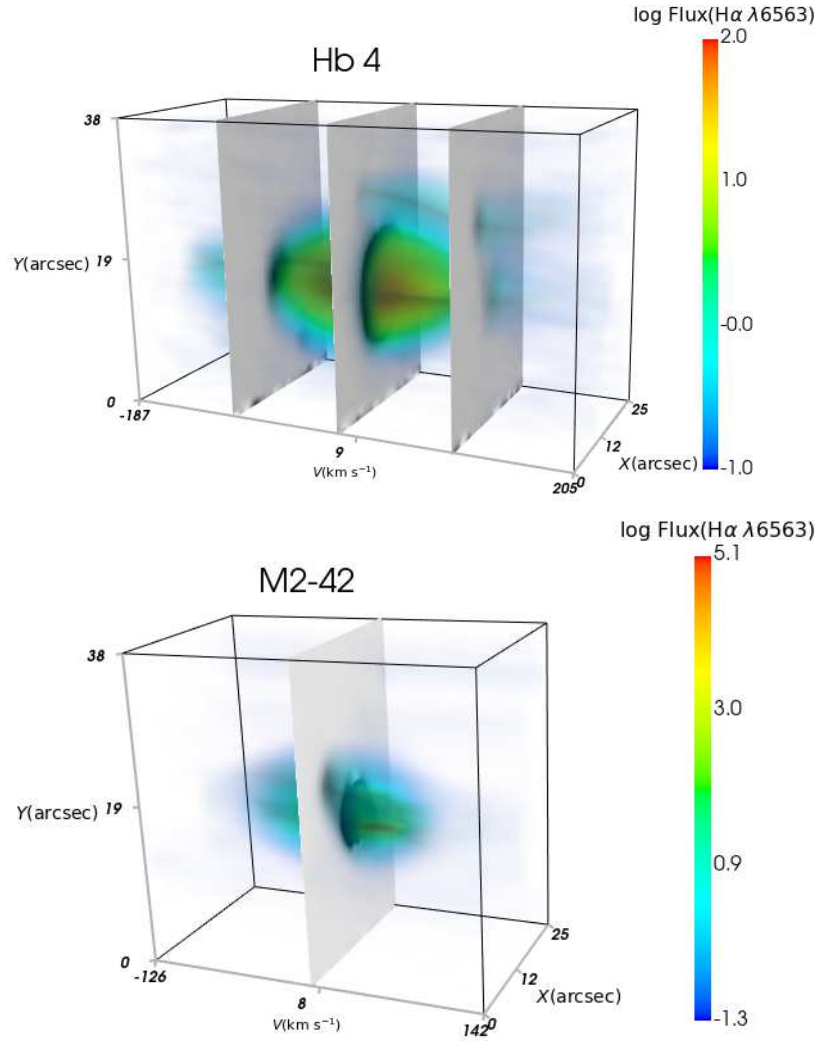 log Flux(Hα λ6563)
2.0
Hb 4
38
1.0
Y(arcsec) 19
-0.0
0
-187
25
9
12
V(km s⁻¹)
X(arcsec)
-1.0
205
0
log Flux(Hα λ6563)
5.1
M2-42
38
3.0
Y(arcsec) 19
0.9
25
0
-126
12
8
X(arcsec)
V(km s⁻¹)
-1.3
142
0